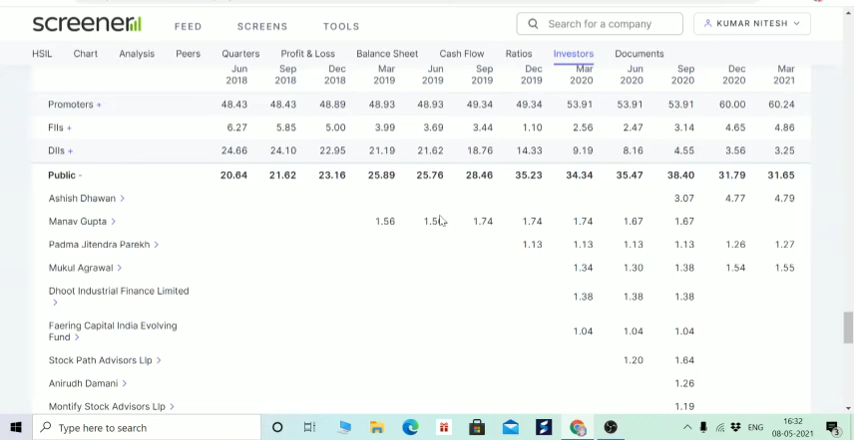 screener
FEED SCREENS TOOLS
Search for a company
KUMAR NITESH
HSIL Chart Analysis Peers Quarters Profit & Loss Balance Sheet Cash Flow Ratios Investors Documents
Jun 2018 Sep 2018 Dec 2018 Mar 2019 Jun 2019 Sep 2019 Dec 2019 Mar 2020 Jun 2020 Sep 2020 Dec 2020 Mar 2021
Promoters + 48.43 48.43 48.89 48.93 48.93 49.34 49.34 53.91 53.91 53.91 60.00 60.24
FIIs + 6.27 5.85 5.00 3.99 3.69 3.44 1.10 2.56 2.47 3.14 4.65 4.86
DIIs + 24.66 24.10 22.95 21.19 21.62 18.76 14.33 9.19 8.16 4.55 3.56 3.25
Public - 20.64 21.62 23.16 25.89 25.76 28.46 35.23 34.34 35.47 38.40 31.79 31.65
Ashish Dhawan > 3.07 4.77 4.79
Manav Gupta > 1.56 1.74 1.74 1.74 1.67 1.67
Padma Jitendra Parekh > 1.13 1.13 1.13 1.13 1.26 1.27
Mukul Agrawal > 1.34 1.30 1.38 1.54 1.55
Dhoot Industrial Finance Limited > 1.38 1.38 1.38
Faering Capital India Evolving
Fund > 1.04 1.04 1.04
Stock Path Advisors Llp > 1.20 1.64
Anirudh Damani > 1.26
Montify Stock Advisors Llp > 1.19
Type here to search
ENG
16:32
08-05-2021
3